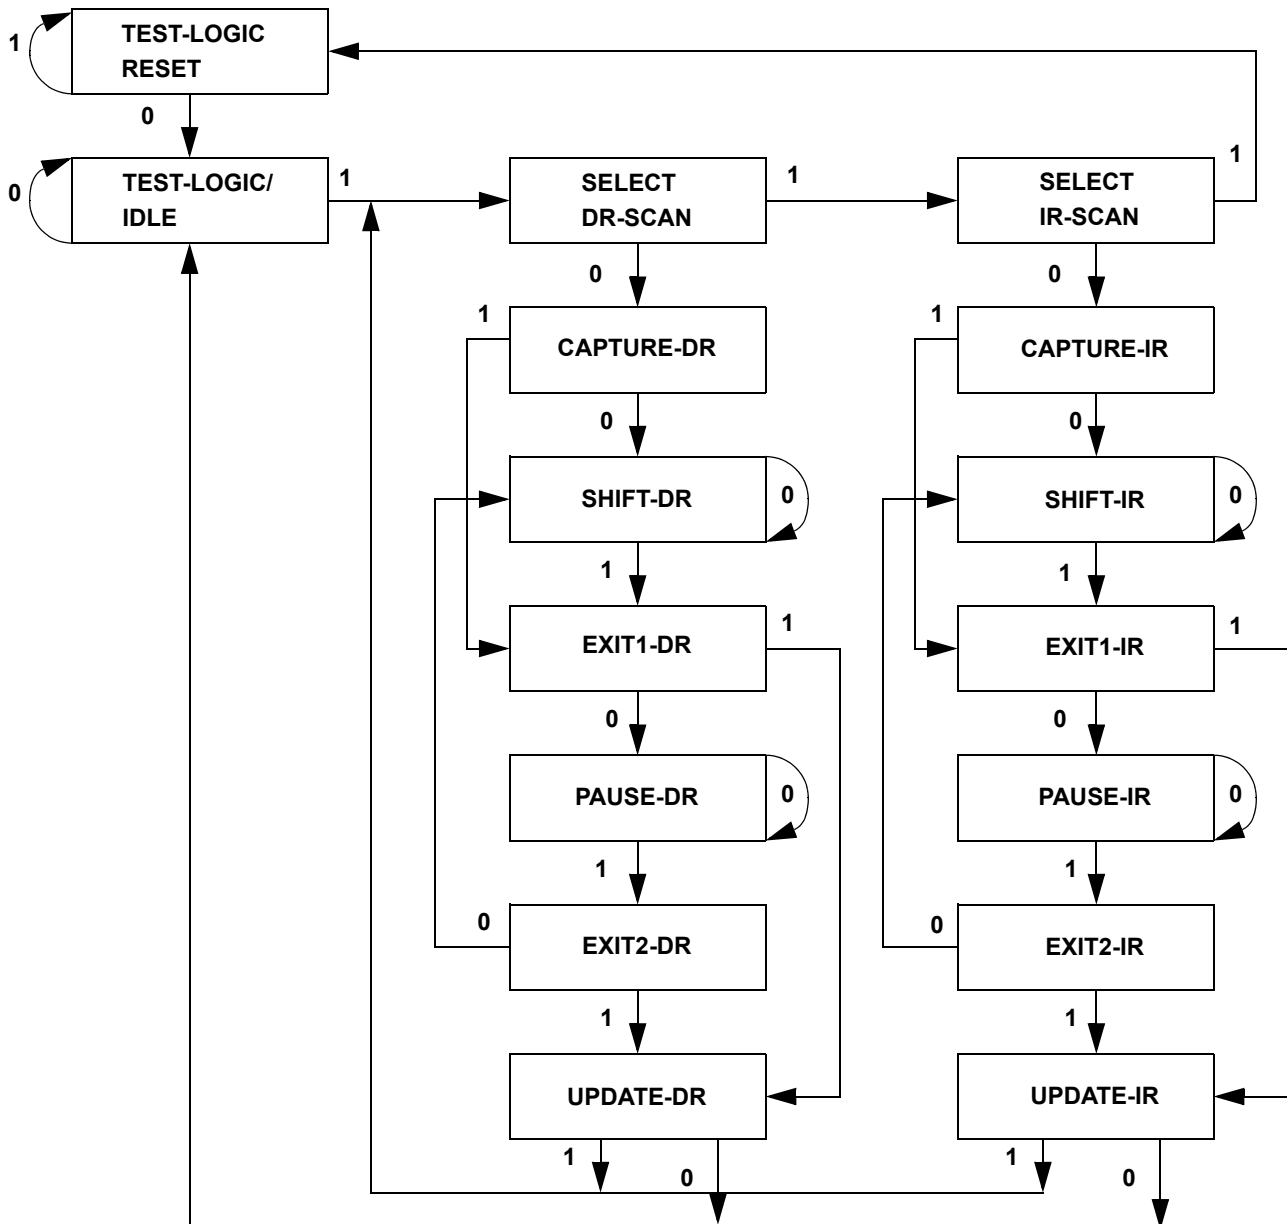 1
TEST-LOGIC
RESET
0
0
TEST-LOGIC/
IDLE
1
SELECT
DR-SCAN
1
SELECT
IR-SCAN
1
0
0
1
CAPTURE-DR
1
CAPTURE-IR
0
0
SHIFT-DR
0
SHIFT-IR
0
1
1
EXIT1-DR
1
EXIT1-IR
1
0
0
PAUSE-DR
0
PAUSE-IR
0
1
1
0
EXIT2-DR
0
EXIT2-IR
1
1
UPDATE-DR
UPDATE-IR
1
0
1
0